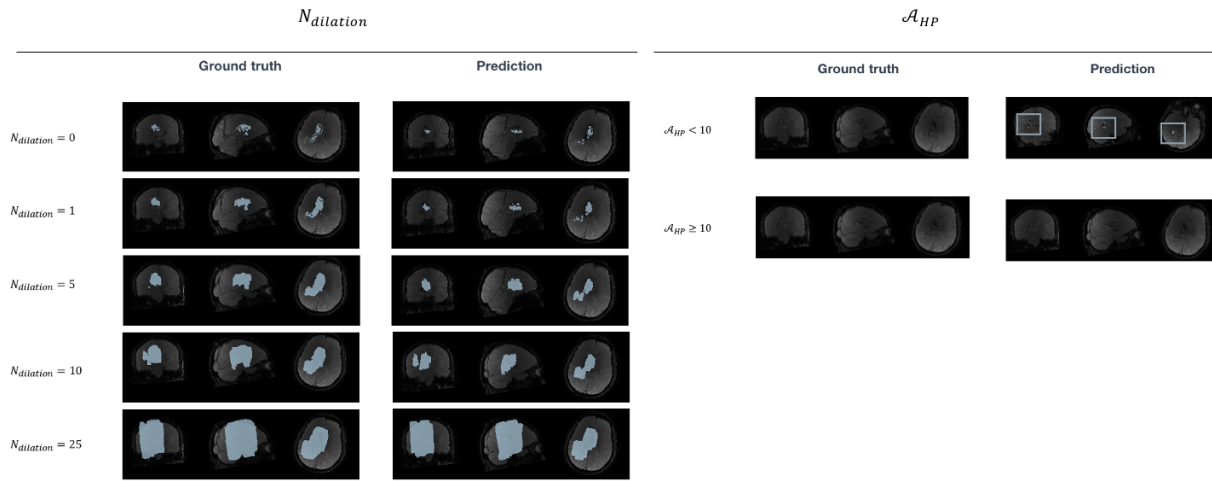 N_dilation
A_HP
Ground truth Prediction
Ground truth Prediction
N_dilation = 0
N_dilation = 1
N_dilation = 5
N_dilation = 10
N_dilation = 25
A_HP < 10
A_HP ≥ 10